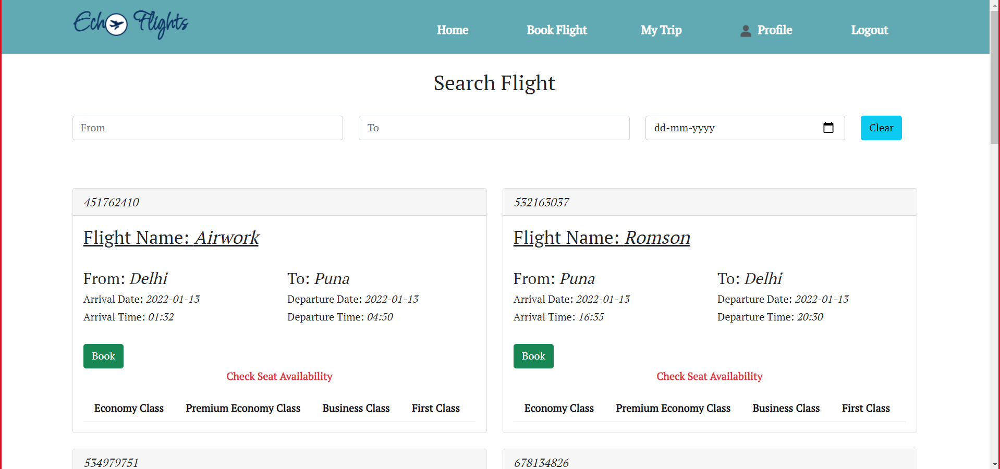 Echo Flights
Home Book Flight My Trip Profile Logout
Search Flight
From To dd-mm-yyyy Clear
451762410
Flight Name: Airwork
From: Delhi To: Puna
Arrival Date: 2022-01-13 Departure Date: 2022-01-13
Arrival Time: 01:32 Departure Time: 04:50
Book
Check Seat Availability
Economy Class Premium Economy Class Business Class First Class
532163037
Flight Name: Romson
From: Puna To: Delhi
Arrival Date: 2022-01-13 Departure Date: 2022-01-13
Arrival Time: 16:35 Departure Time: 20:30
Book
Check Seat Availability
Economy Class Premium Economy Class Business Class First Class
534979751
678134826